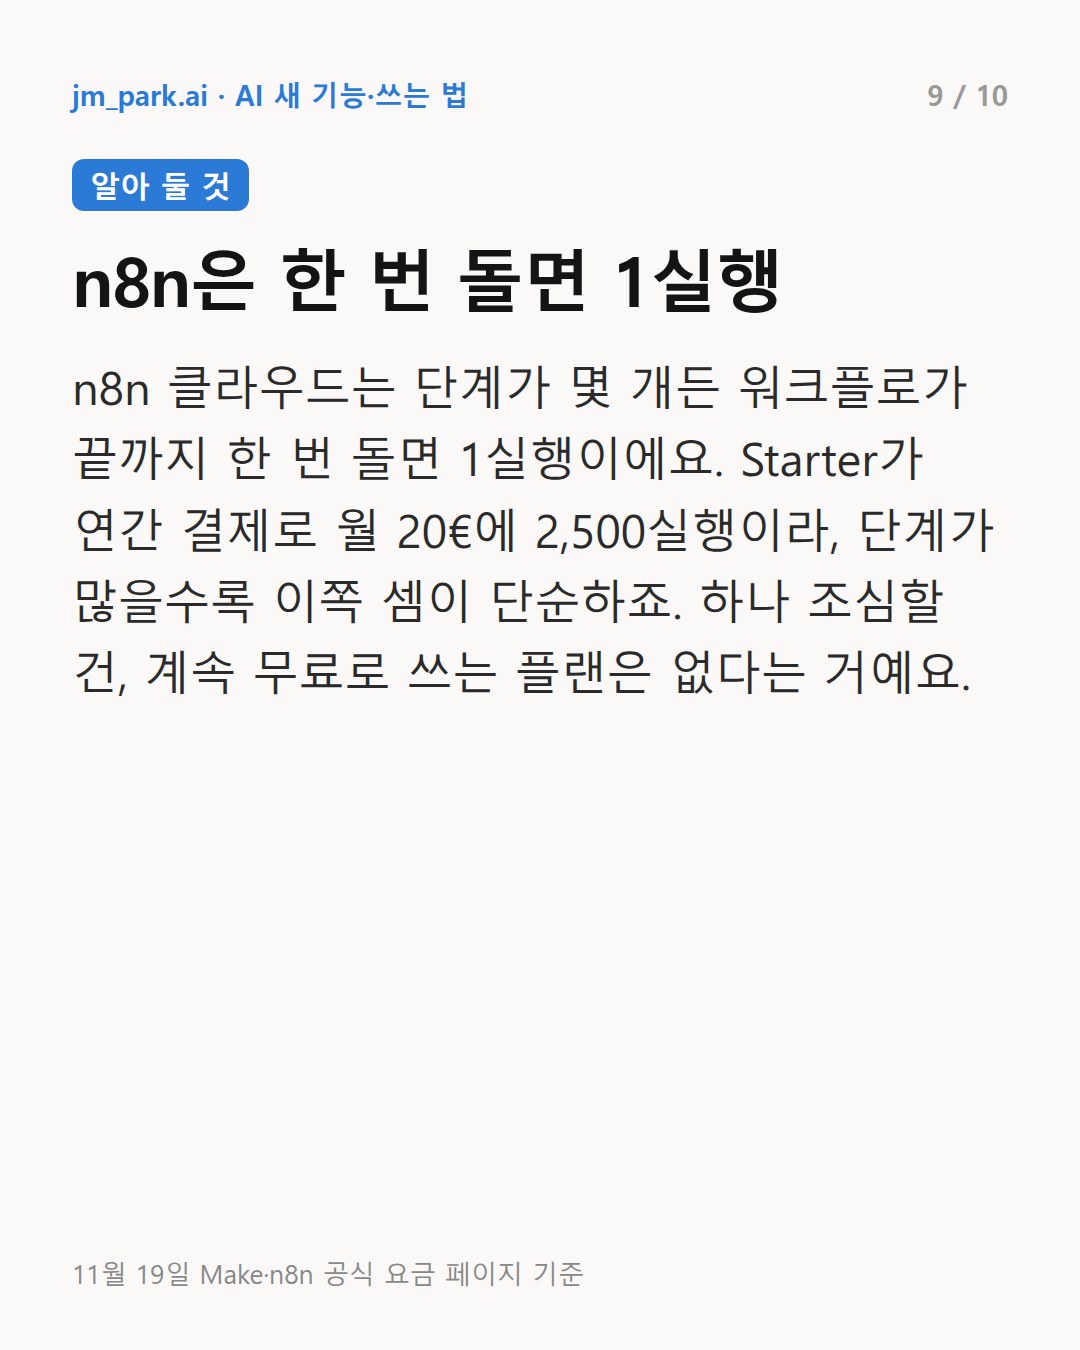 jm_park.ai · AI 새 기능·쓰는 법
9 / 10
알아 둘 것
n8n은 한 번 돌면 1실행
n8n 클라우드는 단계가 몇 개든 워크플로가
끝까지 한 번 돌면 1실행이에요. Starter가
연간 결제로 월 20€에 2,500실행이라, 단계가
많을수록 이쪽 셈이 단순하죠. 하나 조심할
건, 계속 무료로 쓰는 플랜은 없다는 거예요.
11월 19일 Make·n8n 공식 요금 페이지 기준